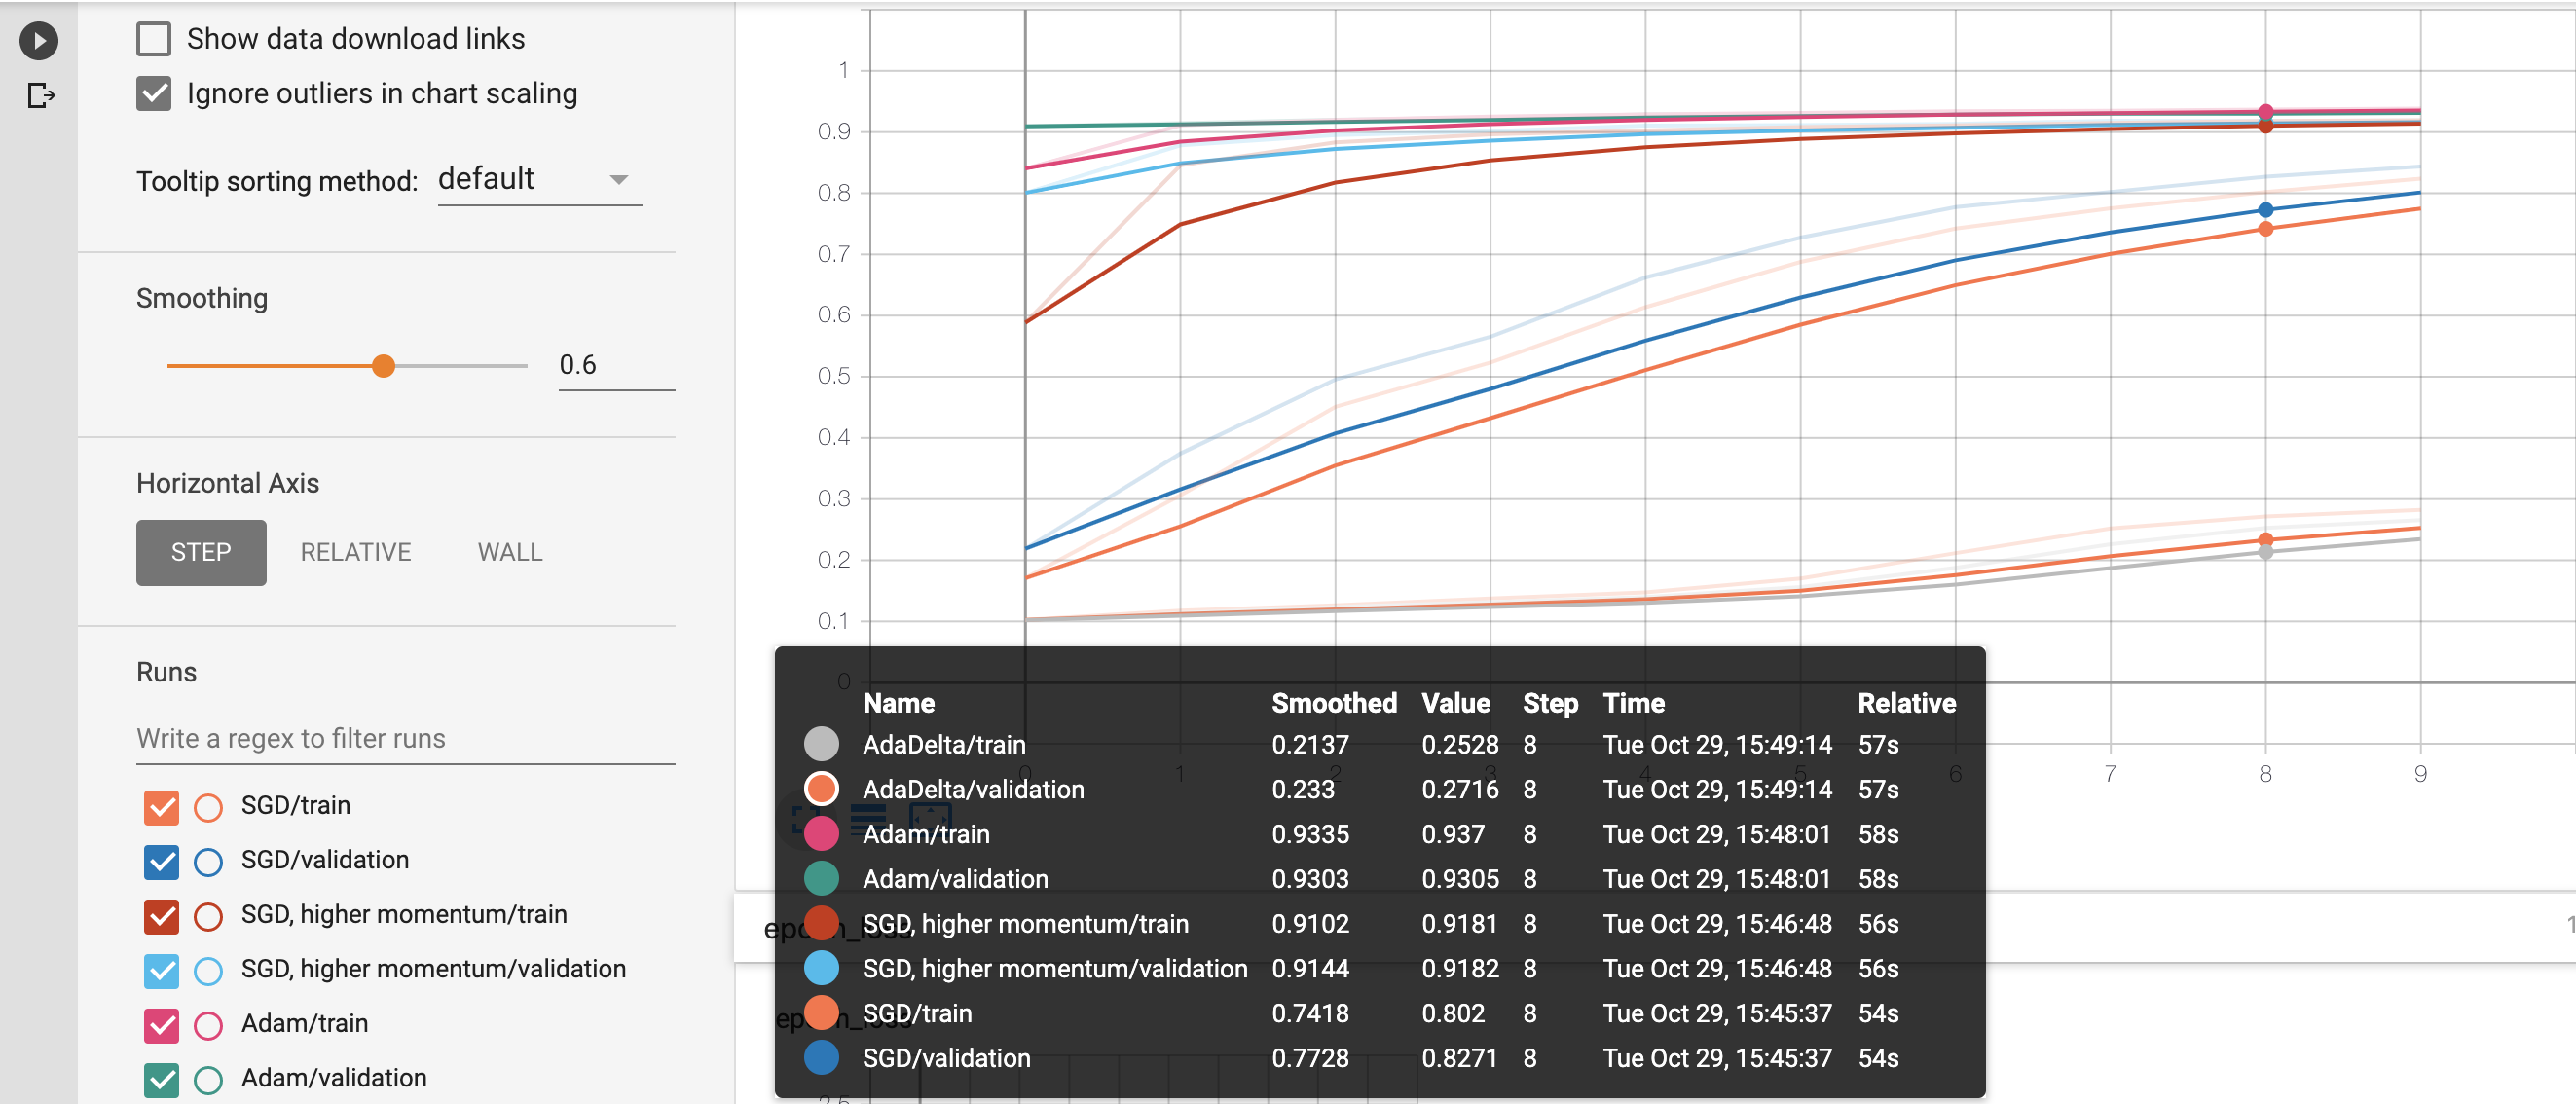 Show data download links
Ignore outliers in chart scaling
Tooltip sorting method: default
Smoothing
0.6
Horizontal Axis
STEP RELATIVE WALL
Runs
Write a regex to filter runs
SGD/train
SGD/validation
SGD, higher momentum/train
SGD, higher momentum/validation
Adam/train
Adam/validation
1
0.9
0.8
0.7
0.6
0.5
0.4
0.3
0.2
0.1
0
0 1 2 3 4 5 6 7 8 9
Name Smoothed Value Step Time Relative
AdaDelta/train 0.2137 0.2528 8 Tue Oct 29, 15:49:14 57s
AdaDelta/validation 0.233 0.2716 8 Tue Oct 29, 15:49:14 57s
Adam/train 0.9335 0.937 8 Tue Oct 29, 15:48:01 58s
Adam/validation 0.9303 0.9305 8 Tue Oct 29, 15:48:01 58s
SGD, higher momentum/train 0.9102 0.9181 8 Tue Oct 29, 15:46:48 56s
SGD, higher momentum/validation 0.9144 0.9182 8 Tue Oct 29, 15:46:48 56s
SGD/train 0.7418 0.802 8 Tue Oct 29, 15:45:37 54s
SGD/validation 0.7728 0.8271 8 Tue Oct 29, 15:45:37 54s